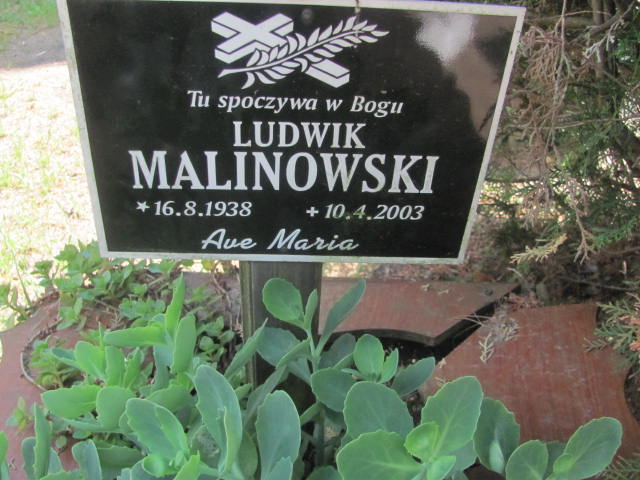 Tu spoczywa w Bogu
LUDWIK
MALINOWSKI
*16.8.1938 +10.4.2003
Ave Maria